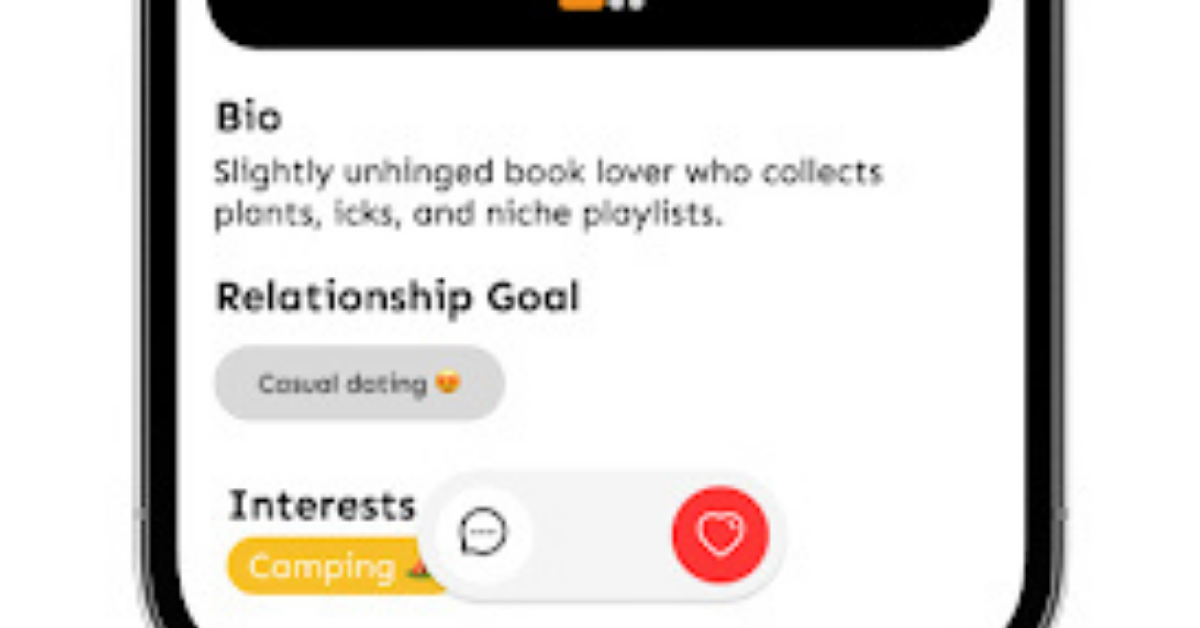 Bio
Slightly unhinged book lover who collects
plants, icks, and niche playlists.
Relationship Goal
Casual dating 😍
Interests
Camping 🏕️